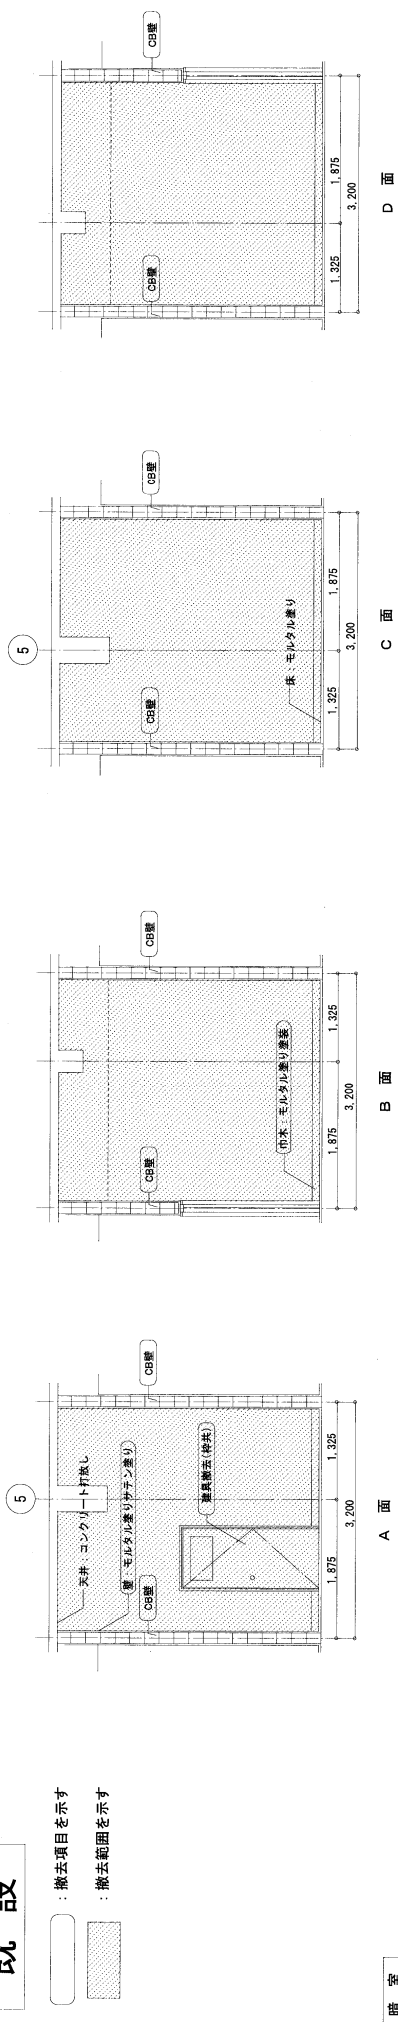 既設
：撤去項目を示す
：撤去範囲を示す
暗室
5
天井：コンクリート打放し
壁：モルタル塗りサテン塗り
CB壁
CB壁
建具撤去(枠共)
1,875
1,325
3,200
A 面
CB壁
CB壁
巾木：モルタル塗り塗装
1,875
1,325
3,200
B 面
5
CB壁
CB壁
床：モルタル塗り
1,325
1,875
3,200
C 面
CB壁
CB壁
1,325
1,875
3,200
D 面